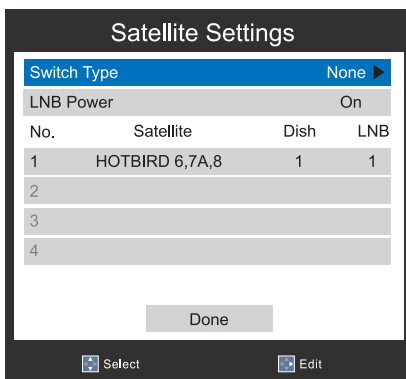 Satellite Settings
Switch Type None
LNB Power On
No. Satellite Dish LNB
1 HOTBIRD 6,7A,8 1 1
2
3
4
Done
Select Edit